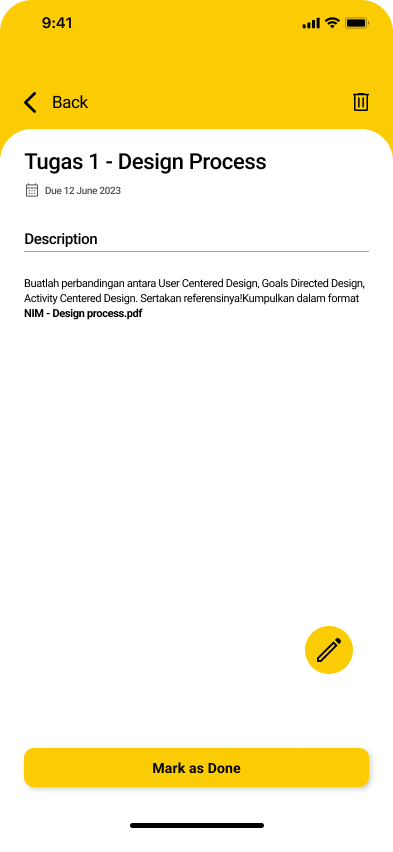 9:41
Back
Tugas 1 - Design Process
Due 12 June 2023
Description
Buatlah perbandingan antara User Centered Design, Goals Directed Design,
Activity Centered Design. Sertakan referensinya!Kumpulkan dalam format
NIM - Design process.pdf
Mark as Done